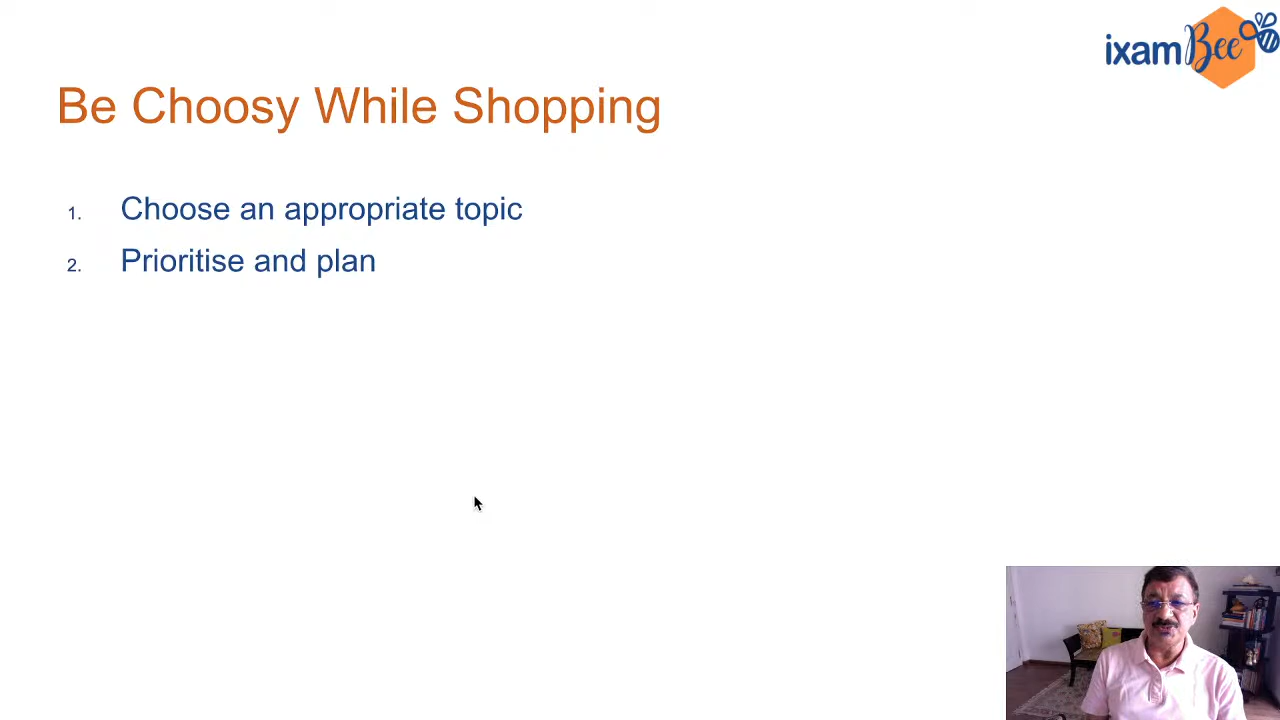 ixamBee
Be Choosy While Shopping
1. Choose an appropriate topic
2. Prioritise and plan